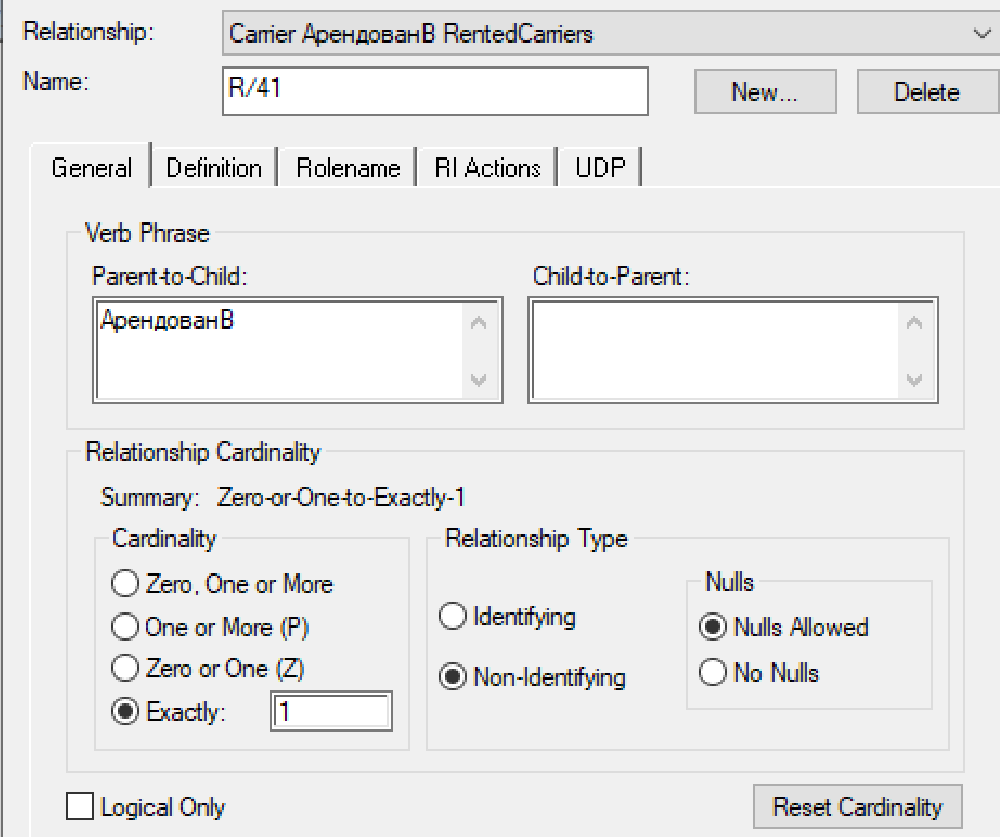 Relationship: Carrier АрендованВ RentedCarriers
Name: R/41 New... Delete
General Definition Rolename RI Actions UDP
Verb Phrase
Parent-to-Child: Child-to-Parent:
АрендованВ
Relationship Cardinality
Summary: Zero-or-One-to-Exactly-1
Cardinality Relationship Type
Zero, One or More Nulls
Identifying
One or More (P) Nulls Allowed
Zero or One (Z) Non-Identifying No Nulls
Exactly: 1
Logical Only Reset Cardinality